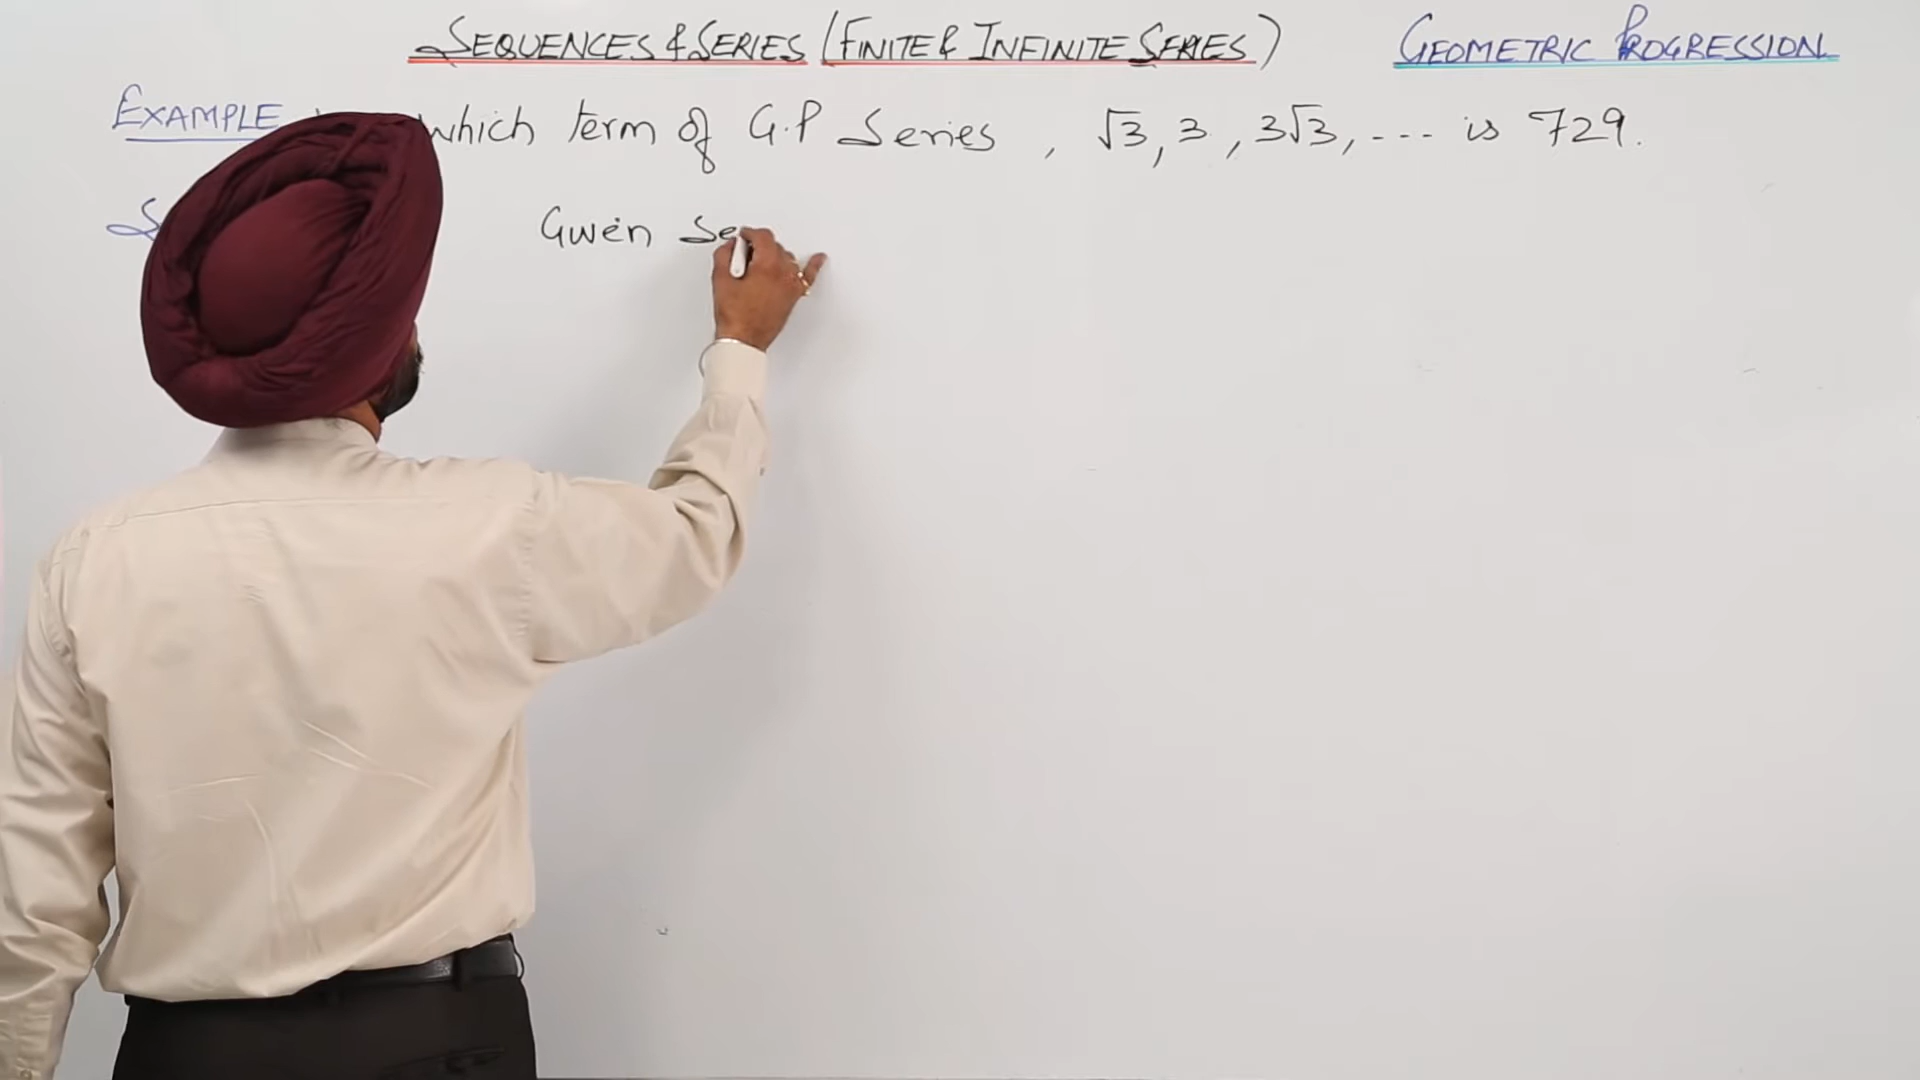 SEQUENCES & SERIES (FINITE & INFINITE SERIES) GEOMETRIC PROGRESSION
EXAMPLE which term of G.P Series , √3, 3 , 3√3, --- is 729.
Given Se